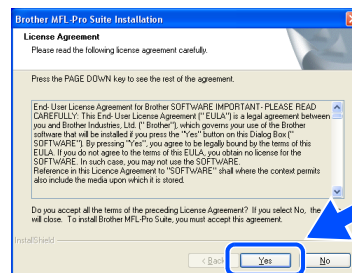 Brother MFL-Pro Suite Installation
License Agreement
Please read the following license agreement carefully.
Press the PAGE DOWN key to see the rest of the agreement.
End- User License Agreement for Brother SOFTWARE IMPORTANT- PLEASE READ
CAREFULLY: This End- User License Agreement (" EULA") is a legal agreement between
you and Brother Industries, Ltd. (" Brother"), which governs your use of the Brother
software that will be installed if you press the "Yes" button on this Dialog Box ("
SOFTWARE"). By pressing "Yes", you agree to be legally bound by the terms of this
EULA. If you do not agree to the terms of this EULA, you obtain no license for the
SOFTWARE. In such case, you may not use the SOFTWARE.
Reference in this Licence Agreement to "SOFTWARE" shall where the context permits
also include the media upon which it is stored.
Do you accept all the terms of the preceding License Agreement? If you select No, the
will close. To install Brother MFL-Pro Suite, you must accept this agreement.
InstallShield
< Back
Yes
No